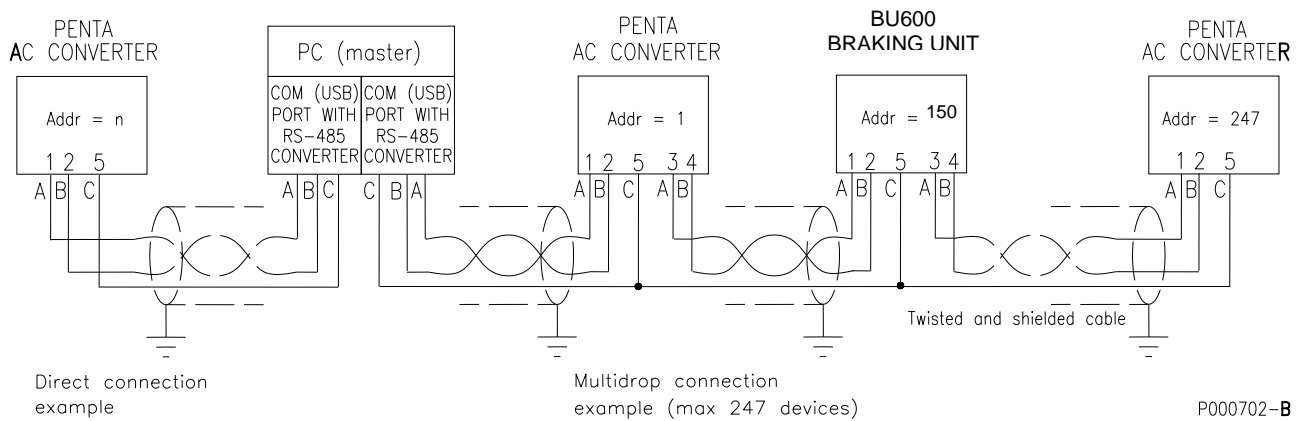 PENTA
AC CONVERTER
PC (master)
COM (USB)
PORT WITH
RS-485
CONVERTER
COM (USB)
PORT WITH
RS-485
CONVERTER
PENTA
AC CONVERTER
BU600
BRAKING UNIT
PENTA
AC CONVERTER
Addr = n
Addr = 1
Addr = 150
Addr = 247
1 2 5
1 2 5 3 4
1 2 5 3 4
1 2 5
A B C
A B C
C B A
A B C A B
A B C A B
A B C
Twisted and shielded cable
Direct connection
example
Multidrop connection
example (max 247 devices)
P000702-B